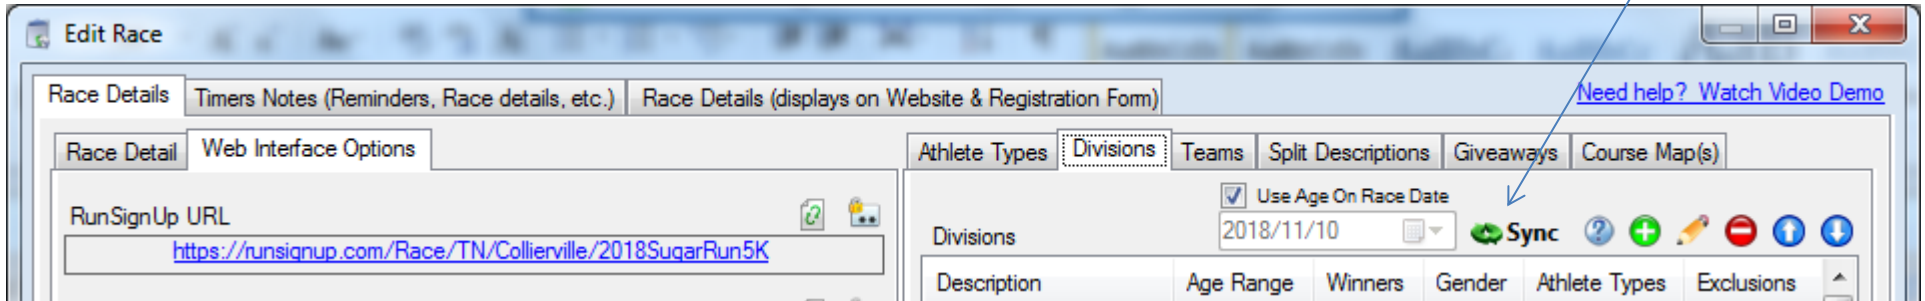 Edit Race
Race Details Timers Notes (Reminders, Race details, etc.) Race Details (displays on Website & Registration Form) Need help? Watch Video Demo
Race Detail Web Interface Options Athlete Types Divisions Teams Split Descriptions Giveaways Course Map(s)
Use Age On Race Date
RunSignUp URL
Divisions 2018/11/10 Sync
https://runsignup.com/Race/TN/Collierville/2018SugarRun5K
Description Age Range Winners Gender Athlete Types Exclusions